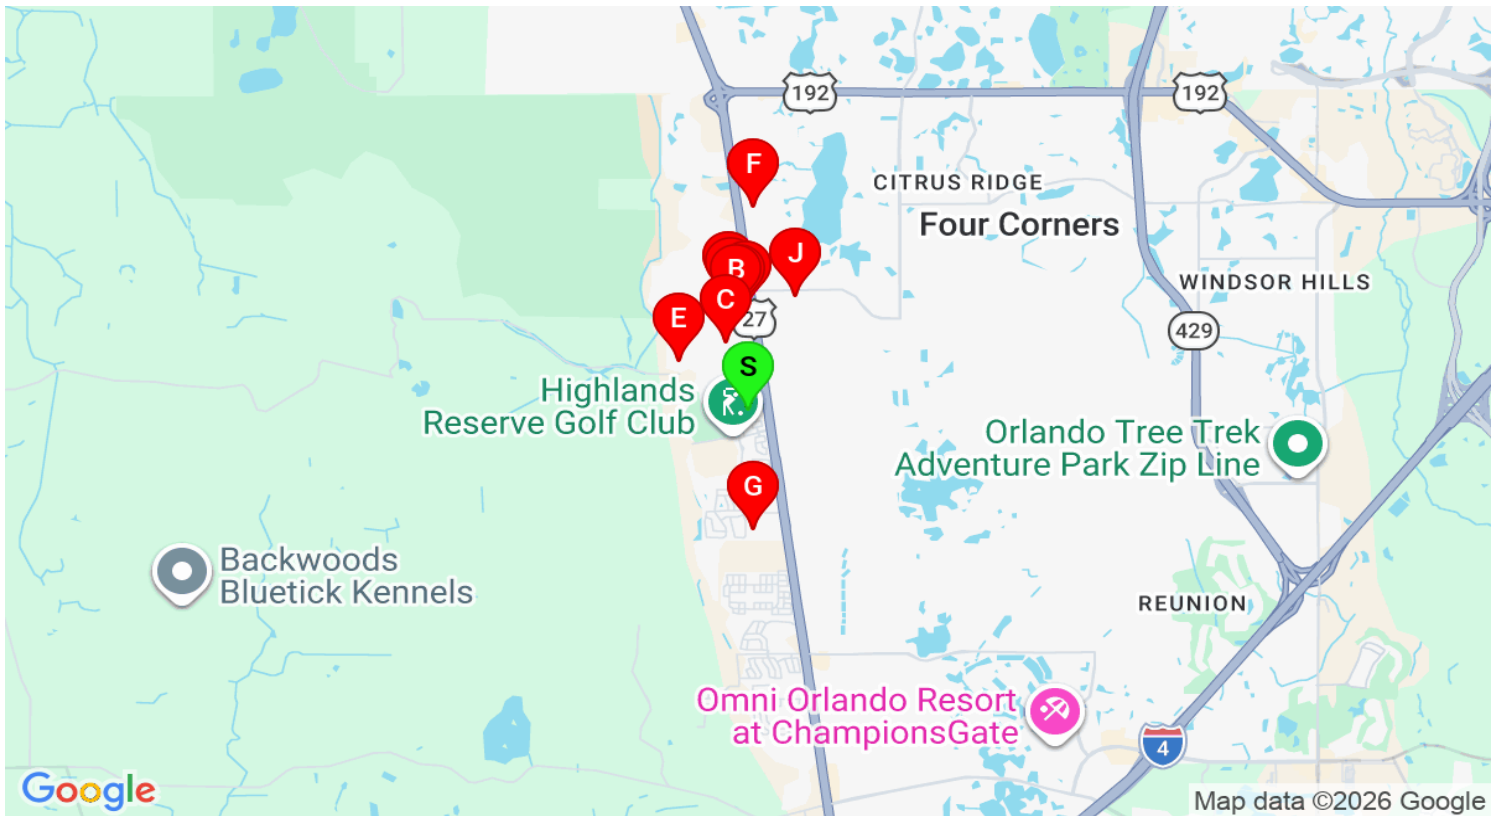 192
192
F
CITRUS RIDGE
Four Corners
J
B
WINDSOR HILLS
C
E
27
429
S
Highlands
Reserve Golf Club
Orlando Tree Trek
Adventure Park Zip Line
G
Backwoods
Bluetick Kennels
REUNION
Omni Orlando Resort
at ChampionsGate
4
Google
Map data ©2026 Google